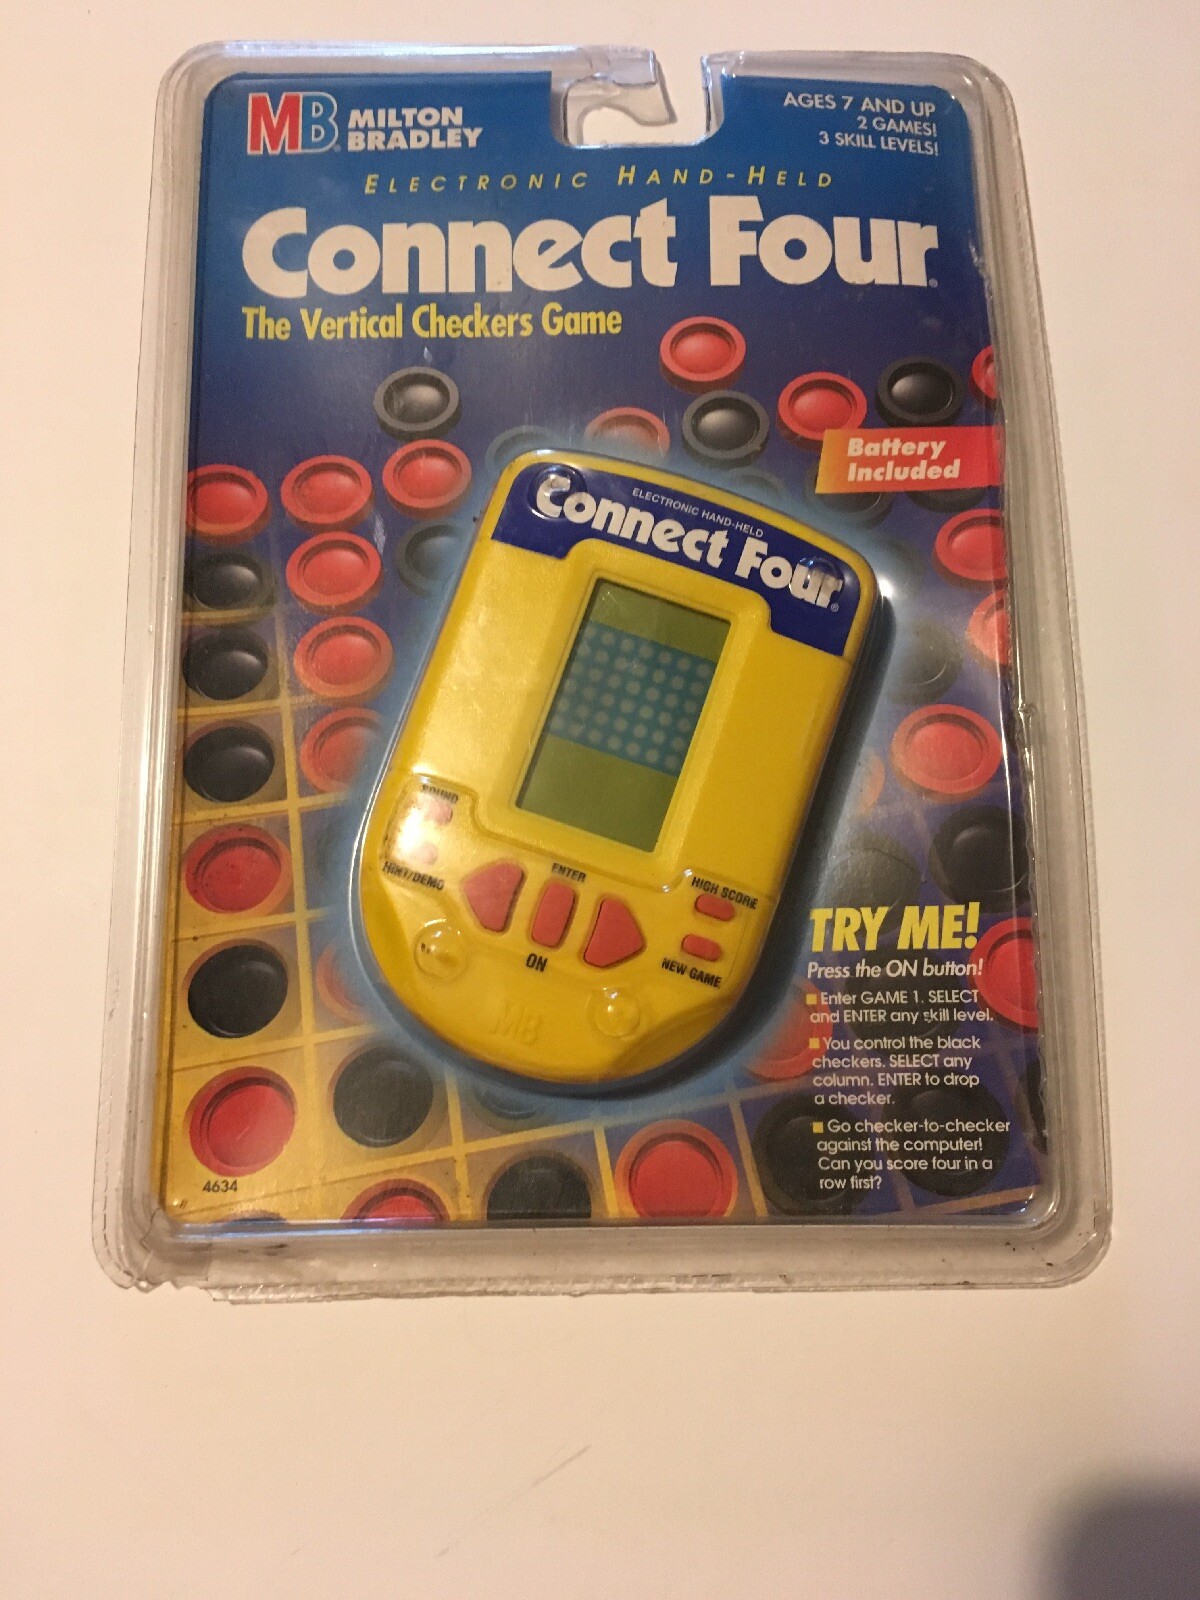 MB MILTON
BRADLEY
AGES 7 AND UP
2 GAMES!
3 SKILL LEVELS!
ELECTRONIC HAND-HELD
Connect Four®
The Vertical Checkers Game
Battery
Included
ELECTRONIC HAND-HELD
Connect Four®
SOUND
HINT/DEMO
ENTER
ON
HIGH SCORE
NEW GAME
MB
TRY ME!
Press the ON button!
■ Enter GAME 1. SELECT
and ENTER any skill level.
■ You control the black
checkers. SELECT any
column. ENTER to drop
a checker.
■ Go checker-to-checker
against the computer!
Can you score four in a
row first?
4634